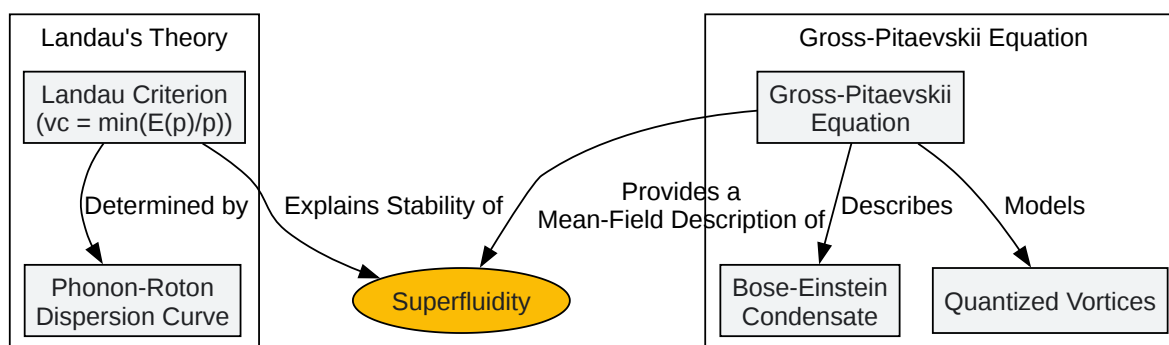 Landau's Theory
Gross-Pitaevskii Equation
Landau Criterion
(vc = min(E(p)/p))
Gross-Pitaevskii
Equation
Determined by
Explains Stability of
Provides a
Mean-Field Description of
Describes
Models
Phonon-Roton
Dispersion Curve
Superfluidity
Bose-Einstein
Condensate
Quantized Vortices